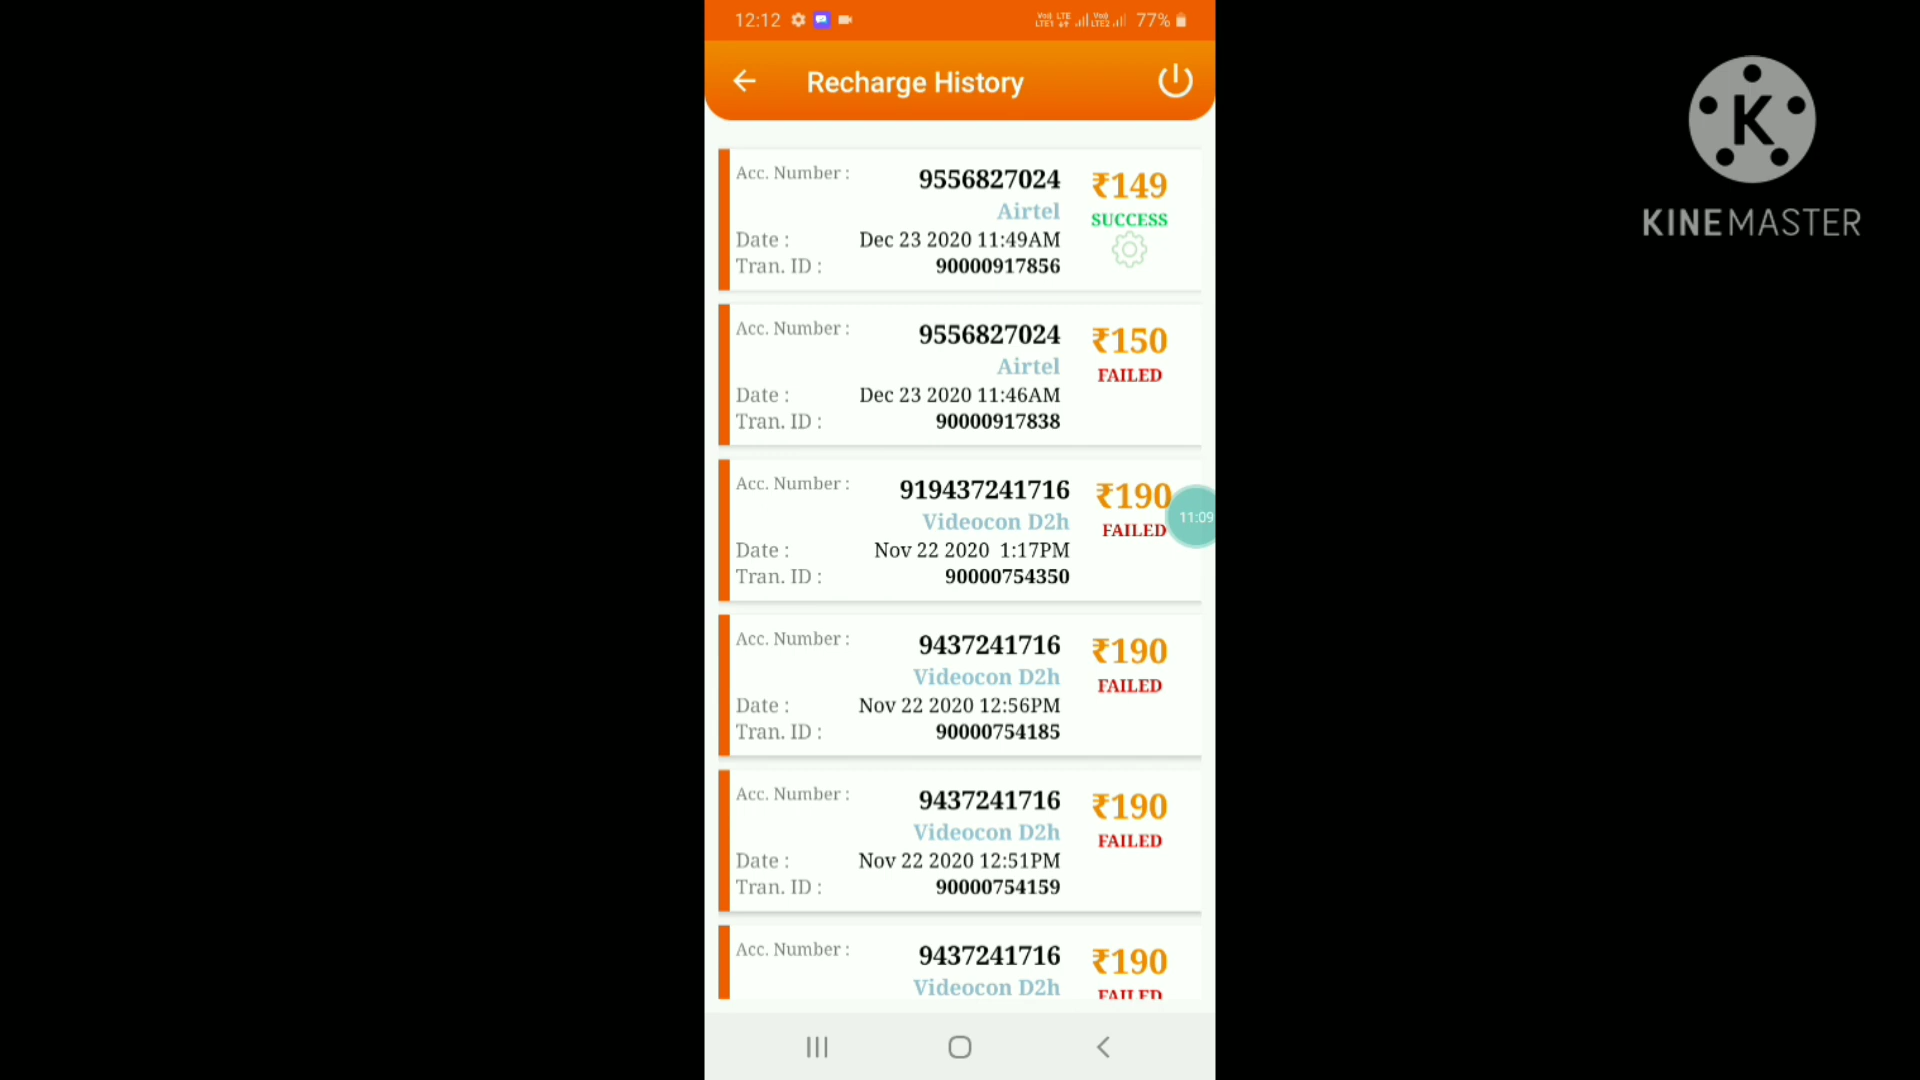 12:12 77%
Recharge History
Acc. Number : 9556827024 ₹149
Airtel SUCCESS
Date : Dec 23 2020 11:49AM
Tran. ID : 90000917856
Acc. Number : 9556827024 ₹150
Airtel FAILED
Date : Dec 23 2020 11:46AM
Tran. ID : 90000917838
Acc. Number : 919437241716 ₹190
11:09
Videocon D2h FAILED
Date : Nov 22 2020  1:17PM
Tran. ID : 90000754350
Acc. Number : 9437241716 ₹190
Videocon D2h FAILED
Date : Nov 22 2020 12:56PM
Tran. ID : 90000754185
Acc. Number : 9437241716 ₹190
Videocon D2h FAILED
Date : Nov 22 2020 12:51PM
Tran. ID : 90000754159
Acc. Number : 9437241716 ₹190
Videocon D2h FAILED
K
KINEMASTER